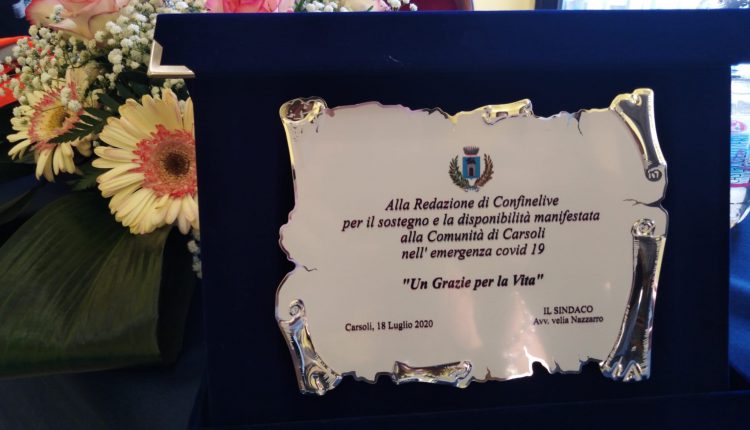 Alla Redazione di Confinelive
per il sostegno e la disponibilità manifestata
alla Comunità di Carsoli
nell' emergenza covid 19
"Un Grazie per la Vita"
Carsoli, 18 Luglio 2020
IL SINDACO
Avv. velia Nazzarro